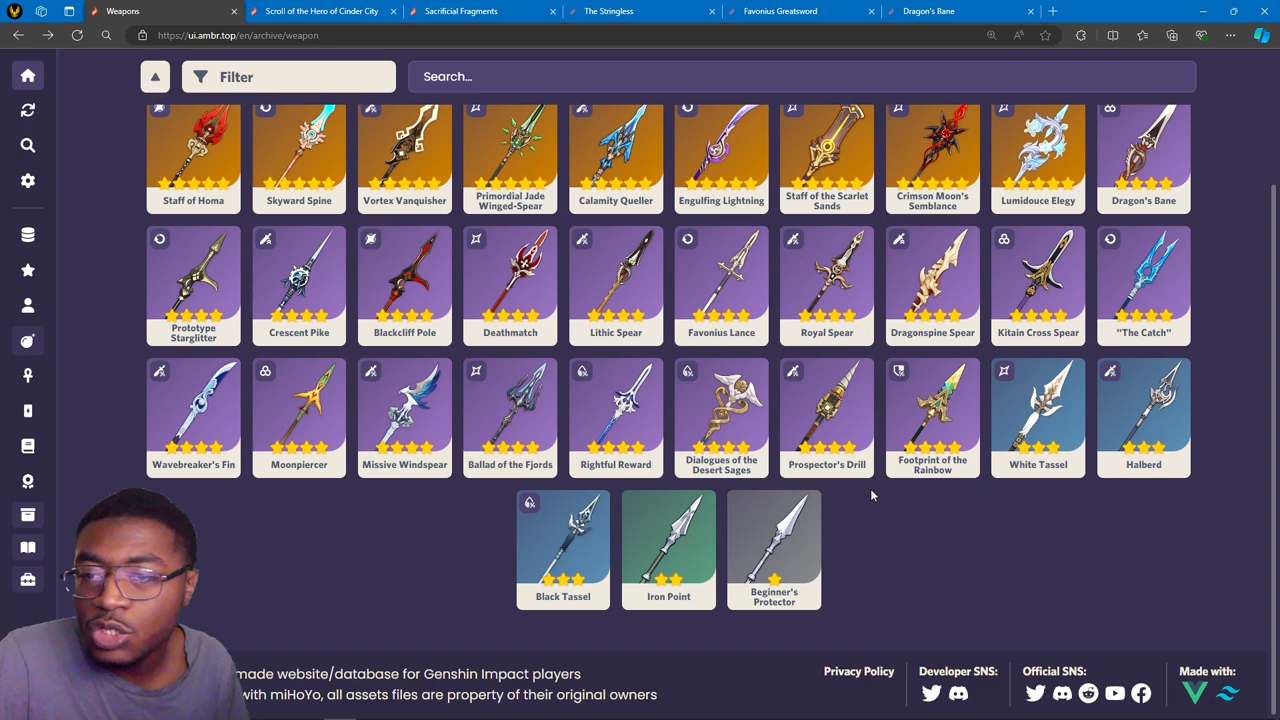 Weapons
Scroll of the Hero of Cinder City
Sacrificial Fragments
The Stringless
Favonius Greatsword
Dragon's Bane
https://ui.ambr.top/en/archive/weapon
Filter
Search...
Staff of Homa
Skyward Spine
Vortex Vanquisher
Primordial Jade
Winged-Spear
Calamity Queller
Engulfing Lightning
Staff of the Scarlet
Sands
Crimson Moon's
Semblance
Lumidouce Elegy
Dragon's Bane
Prototype
Starglitter
Crescent Pike
Blackcliff Pole
Deathmatch
Lithic Spear
Favonius Lance
Royal Spear
Dragonspine Spear
Kitain Cross Spear
"The Catch"
Wavebreaker's Fin
Moonpiercer
Missive Windspear
Ballad of the Fjords
Rightful Reward
Dialogues of the
Desert Sages
Prospector's Drill
Footprint of the
Rainbow
White Tassel
Halberd
Black Tassel
Iron Point
Beginner's
Protector
made website/database for Genshin Impact players
with miHoYo, all assets files are property of their original owners
Privacy Policy
Developer SNS:
Official SNS:
Made with: